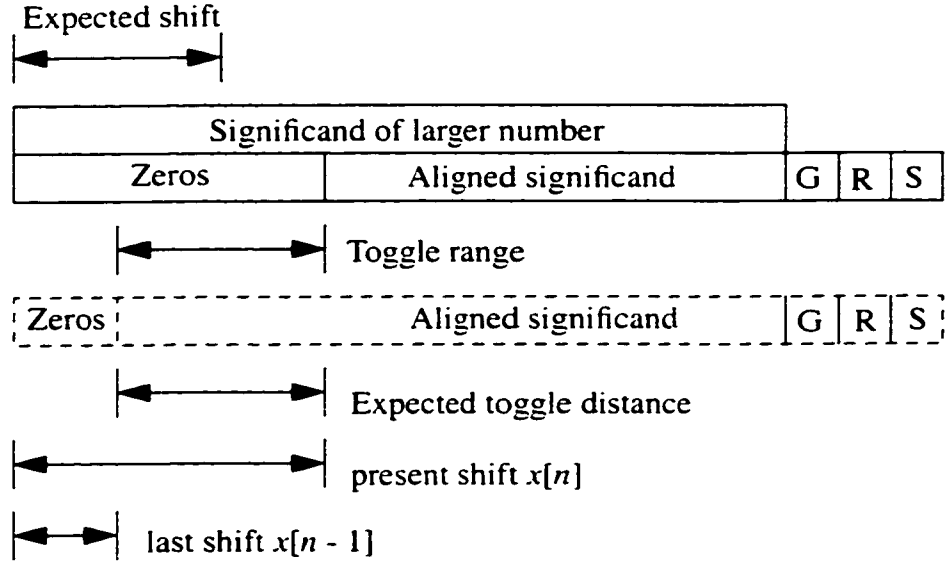 Expected shift
Significand of larger number
Zeros Aligned significand G R S
Toggle range
Zeros Aligned significand G R S
Expected toggle distance
present shift x[n]
last shift x[n - 1]